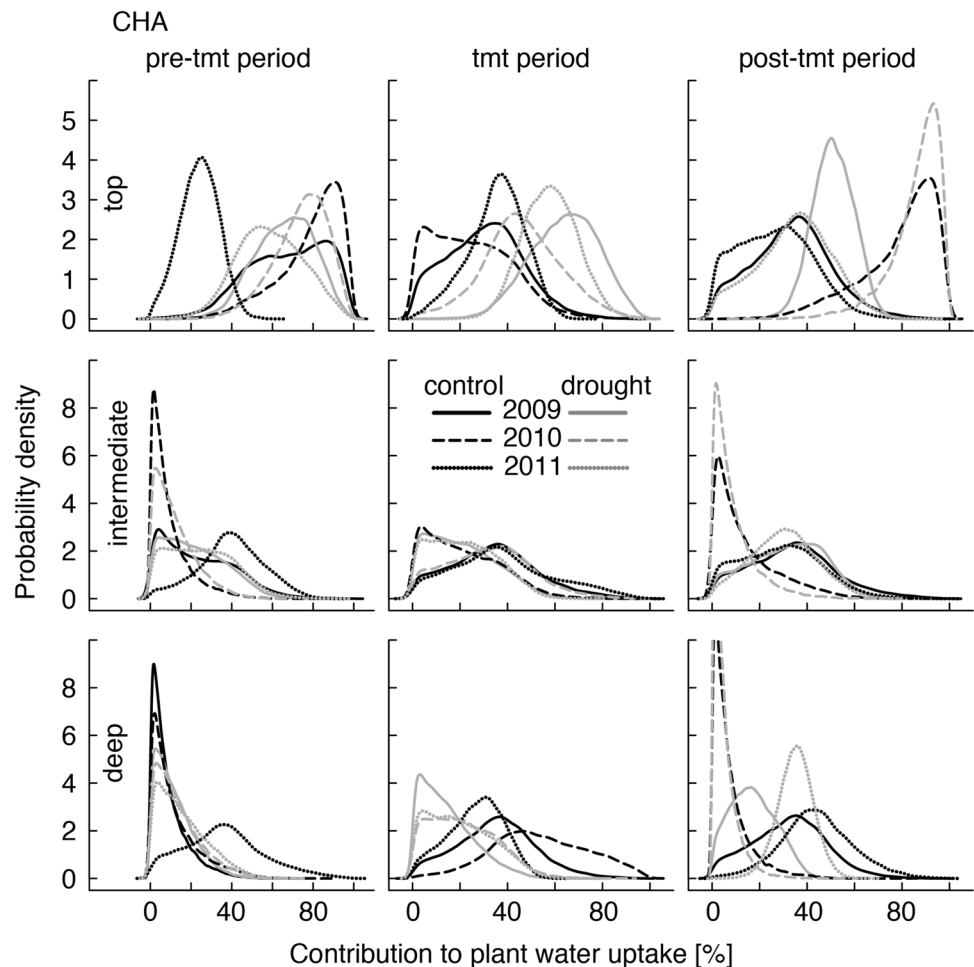 CHA
pre-tmt period tmt period post-tmt period
5
4
3
2
1
0
top
control drought
2009
2010
2011
8
6
4
2
0
intermediate
Probability density
8
6
4
2
0
deep
0 40 80 0 40 80 0 40 80
Contribution to plant water uptake [%]